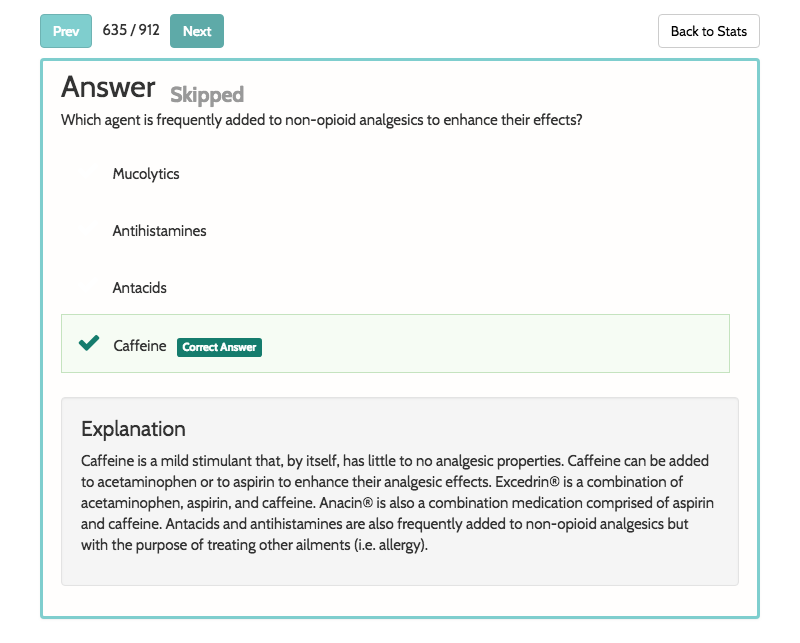 Prev 635 / 912 Next Back to Stats
Answer Skipped
Which agent is frequently added to non-opioid analgesics to enhance their effects?
Mucolytics
Antihistamines
Antacids
Caffeine Correct Answer
Explanation
Caffeine is a mild stimulant that, by itself, has little to no analgesic properties. Caffeine can be added
to acetaminophen or to aspirin to enhance their analgesic effects. Excedrin® is a combination of
acetaminophen, aspirin, and caffeine. Anacin® is also a combination medication comprised of aspirin
and caffeine. Antacids and antihistamines are also frequently added to non-opioid analgesics but
with the purpose of treating other ailments (i.e. allergy).